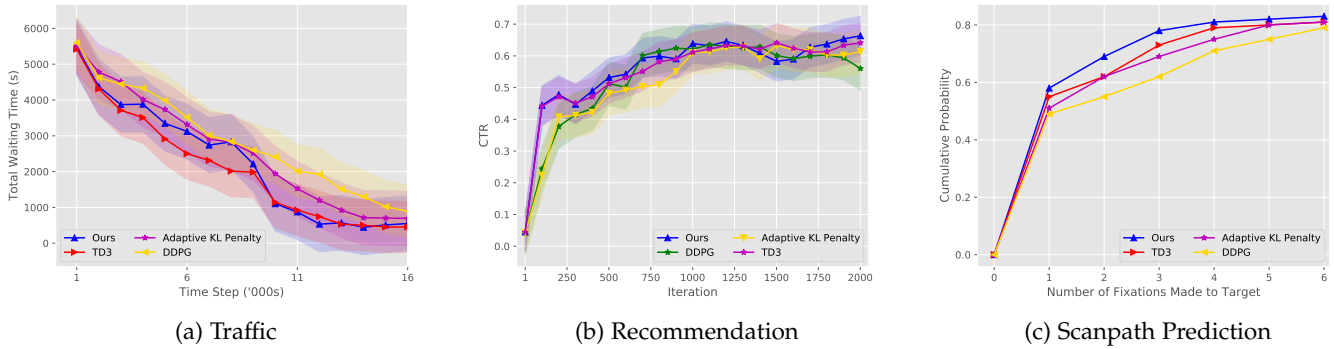 Total Waiting Time (s)
6000
5000
4000
3000
2000
1000
0
1
6
11
16
Time Step ('000s)
Ours
TD3
Adaptive KL Penalty
DDPG
(a) Traffic
CTR
0.7
0.6
0.5
0.4
0.3
0.2
0.1
0.0
1
250
500
750
1000
1250
1500
1750
2000
Iteration
Ours
DDPG
Adaptive KL Penalty
TD3
(b) Recommendation
Cumulative Probability
0.8
0.6
0.4
0.2
0.0
0
1
2
3
4
5
6
Number of Fixations Made to Target
Ours
TD3
Adaptive KL Penalty
DDPG
(c) Scanpath Prediction